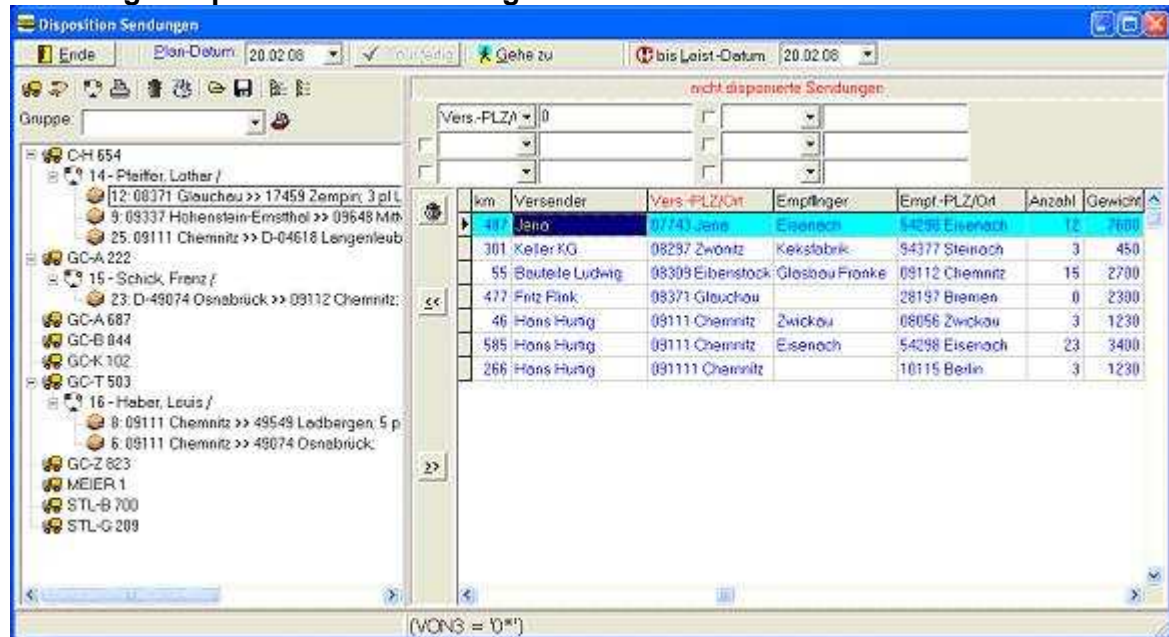 Disposition Sendungen
Ende Plan-Datum: 20.02.08 Gehe zu bis Leist-Datum 20.02.08
nicht disponierte Sendungen
Gruppe:
Vers.-PLZ/ 0
C-H 654
14 - Pfeiffer, Lothar /
12: 08371 Glauchau >> 17459 Zempin; 3 pl L
9: 09337 Hohenstein-Ernstthal >> 09648 Mitt
25: 09111 Chemnitz >> D-04618 Langenleub
GC-A 222
15 - Schick, Franz /
23: D-49074 Osnabrück >> 09112 Chemnitz;
GC-A 687
GC-B 844
GC-K 102
GC-T 503
16 - Haber, Louis /
8: 09111 Chemnitz >> 49549 Ladbergen; 5 p
6: 09111 Chemnitz >> 49074 Osnabrück;
GC-Z 823
MEIER 1
STL-B 700
STL-G 289
<<
>>
km Versender Vers.-PLZ/Ort Empfänger Empf.-PLZ/Ort Anzahl Gewicht
487 Jena 07743 Jena Eisenach 54298 Eisenach 12 7600
301 Keller KG 08297 Zwönitz Keksfabrik 94377 Steinach 3 450
55 Bauteile Ludwig 08309 Eibenstock Glasbau Franke 09112 Chemnitz 15 2700
477 Fritz Flink 08371 Glauchau 28197 Bremen 0 2300
46 Hans Hurtig 09111 Chemnitz Zwickau 08056 Zwickau 3 1230
585 Hans Hurtig 09111 Chemnitz Eisenach 54298 Eisenach 23 3400
266 Hans Hurtig 091111 Chemnitz 10115 Berlin 3 1230
(VON3 = '0*')